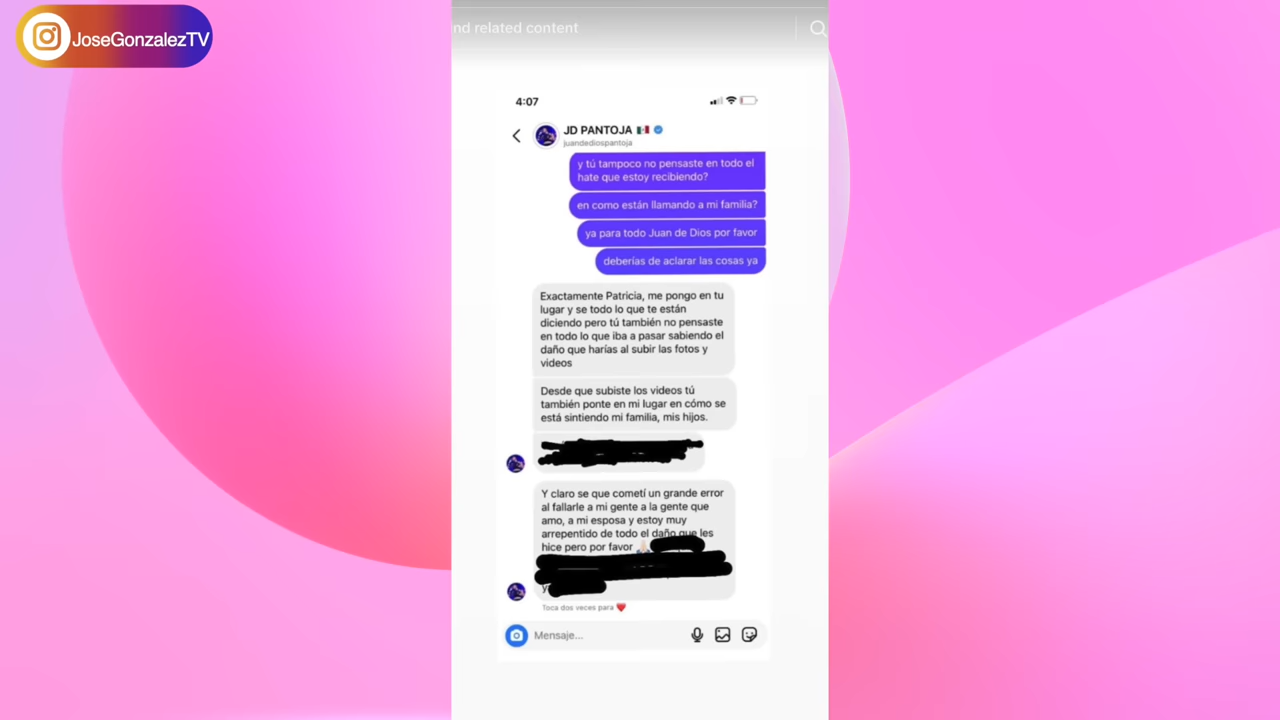 JoseGonzalezTV
nd related content
4:07
JD PANTOJA
juandediospantoja
y tú tampoco no pensaste en todo el
hate que estoy recibiendo?
en como están llamando a mi familia?
ya para todo Juan de Dios por favor
deberías de aclarar las cosas ya
Exactamente Patricia, me pongo en tu
lugar y se todo lo que te están
diciendo pero tú también no pensaste
en todo lo que iba a pasar sabiendo el
daño que harías al subir las fotos y
videos
Desde que subiste los videos tú
también ponte en mi lugar en cómo se
está sintiendo mi familia, mis hijos.
Y claro se que cometí un grande error
al fallarle a mi gente a la gente que
amo, a mi esposa y estoy muy
arrepentido de todo el daño que les
hice pero por favor 🙏🏻
Toca dos veces para ❤️
Mensaje...